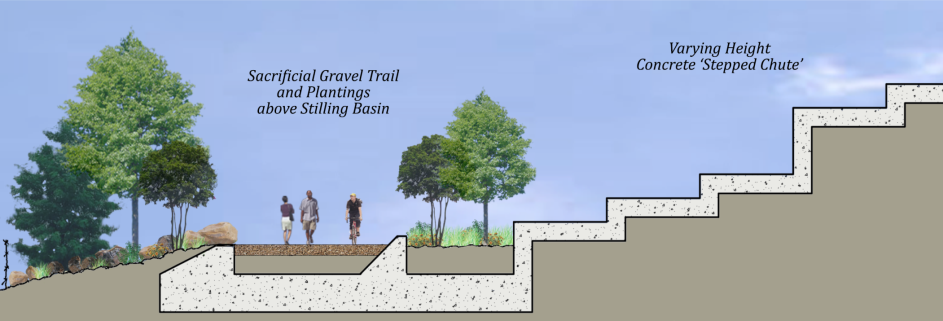 Sacrificial Gravel Trail
and Plantings
above Stilling Basin
Varying Height
Concrete ‘Stepped Chute’